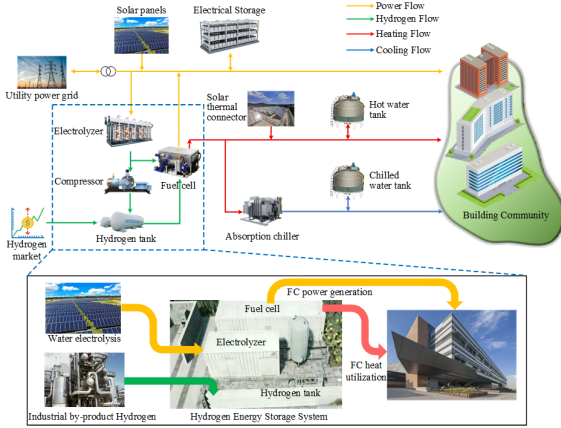 Solar panels
Electrical Storage
Power Flow
Hydrogen Flow
Heating Flow
Cooling Flow
Utility power grid
Solar
thermal
connector
Hot water
tank
Electrolyzer
Fuel cell
Compressor
Chilled
water tank
Building Community
Hydrogen
market
$
Hydrogen tank
Absorption chiller
FC power generation
Fuel cell
Water electrolysis
Electrolyzer
FC heat
utilization
Hydrogen tank
Industrial by-product Hydrogen
Hydrogen Energy Storage System